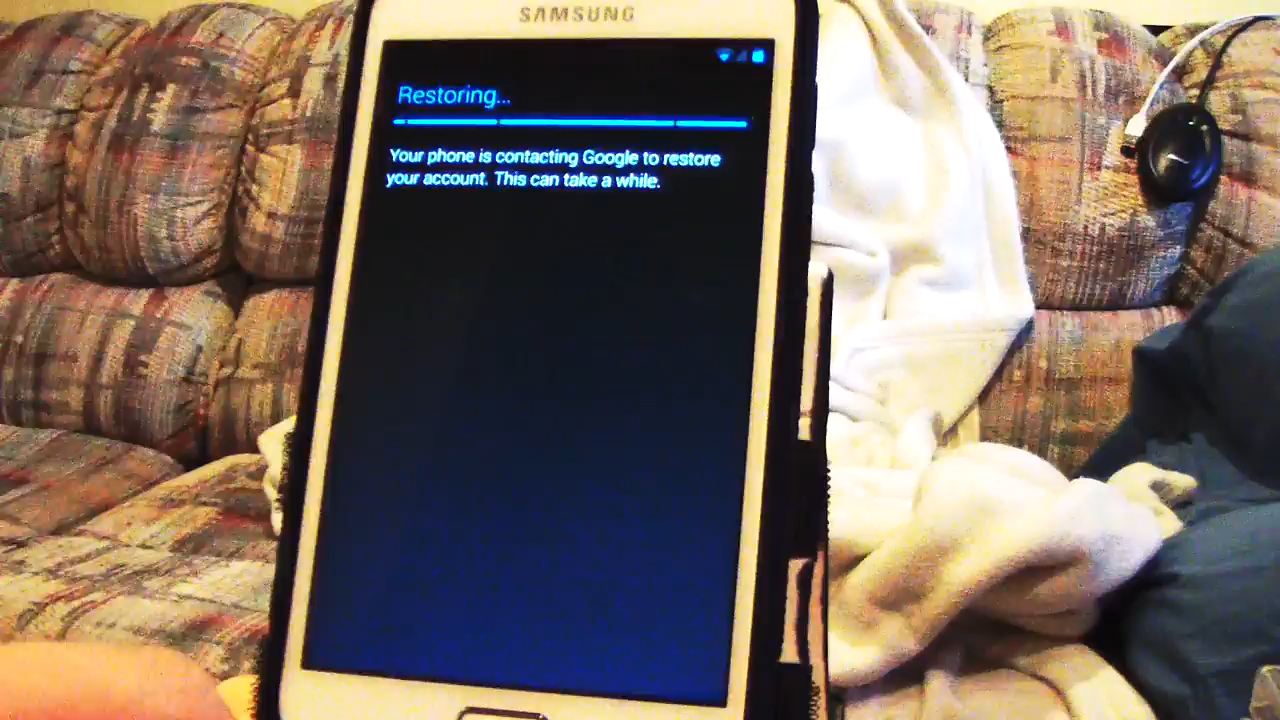 SAMSUNG
Restoring...
Your phone is contacting Google to restore
your account. This can take a while.